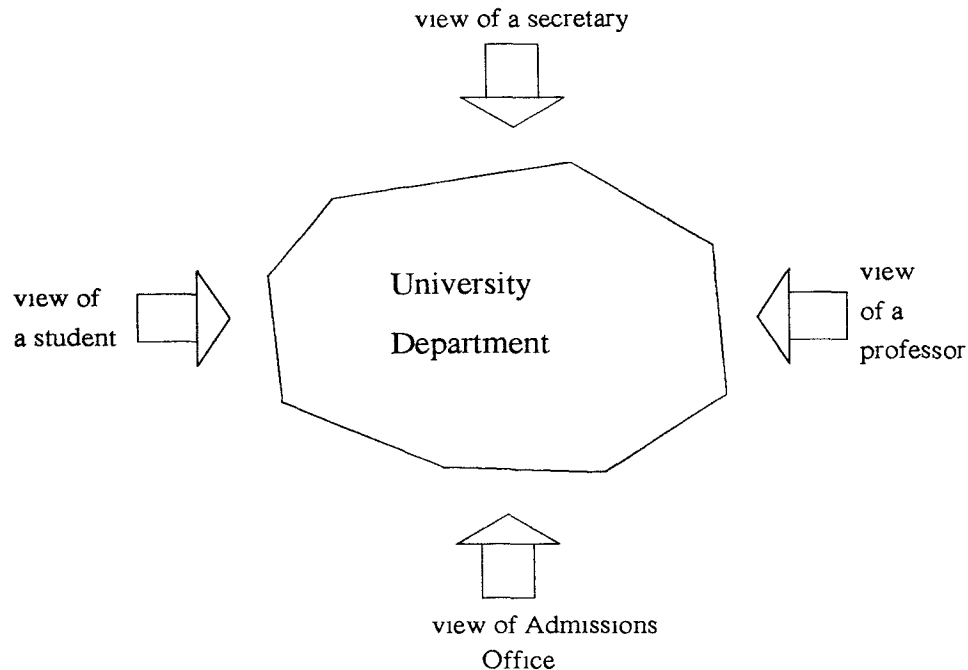 view of a secretary
University
Department
view of
a student
view
of a
professor
view of Admissions
Office